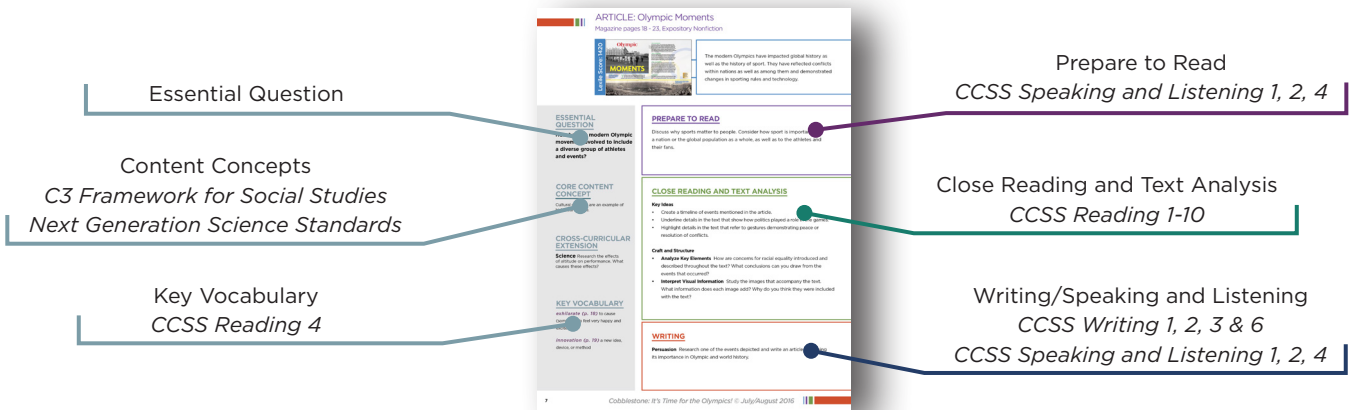 Essential Question
Content Concepts
C3 Framework for Social Studies
Next Generation Science Standards
Key Vocabulary
CCSS Reading 4
ARTICLE: Olympic Moments
Magazine pages 18 - 23, Expository Nonfiction
Lexile Score: 1420
Olympic
MOMENTS
The modern Olympics have impacted global history as
well as the history of sport. They have reflected conflicts
within nations as well as among them and demonstrated
changes in sporting rules and technology.
ESSENTIAL
QUESTION
modern Olympic
to include
a diverse group of athletes
and events?
CORE CONTENT
CONCEPT
are an example of
CROSS-CURRICULAR
EXTENSION
Science Research the effects
of attitude on performance. What
causes these effects?
KEY VOCABULARY
exhilarate (p. 18) to cause
feel very happy and
innovation (p. 18) a new idea,
device, or method
PREPARE TO READ
Discuss why sports matter to people. Consider how sport is
a nation or the global population as a whole, as well as to the athletes and
their fans.
CLOSE READING AND TEXT ANALYSIS
Key Ideas
• Create a timeline of events mentioned in the article.
• Underline details in the text that show how politics played a role games.
• Highlight details in the text that refer to gestures demonstrating peace or
resolution of conflicts.
Craft and Structure
• Analyze Key Elements How are concerns for racial equality introduced and
described throughout the text? What conclusions can you draw from the
events that occurred?
• Interpret Visual Information Study the images that accompany the text.
What information does each image add? Why do you think they were included
with the text?
WRITING
Persuasion Research one of the events depicted and write an article
its importance in Olympic and world history.
7 Cobblestone: It's Time for the Olympics! © July/August 2016
Prepare to Read
CCSS Speaking and Listening 1, 2, 4
Close Reading and Text Analysis
CCSS Reading 1-10
Writing/Speaking and Listening
CCSS Writing 1, 2, 3 & 6
CCSS Speaking and Listening 1, 2, 4